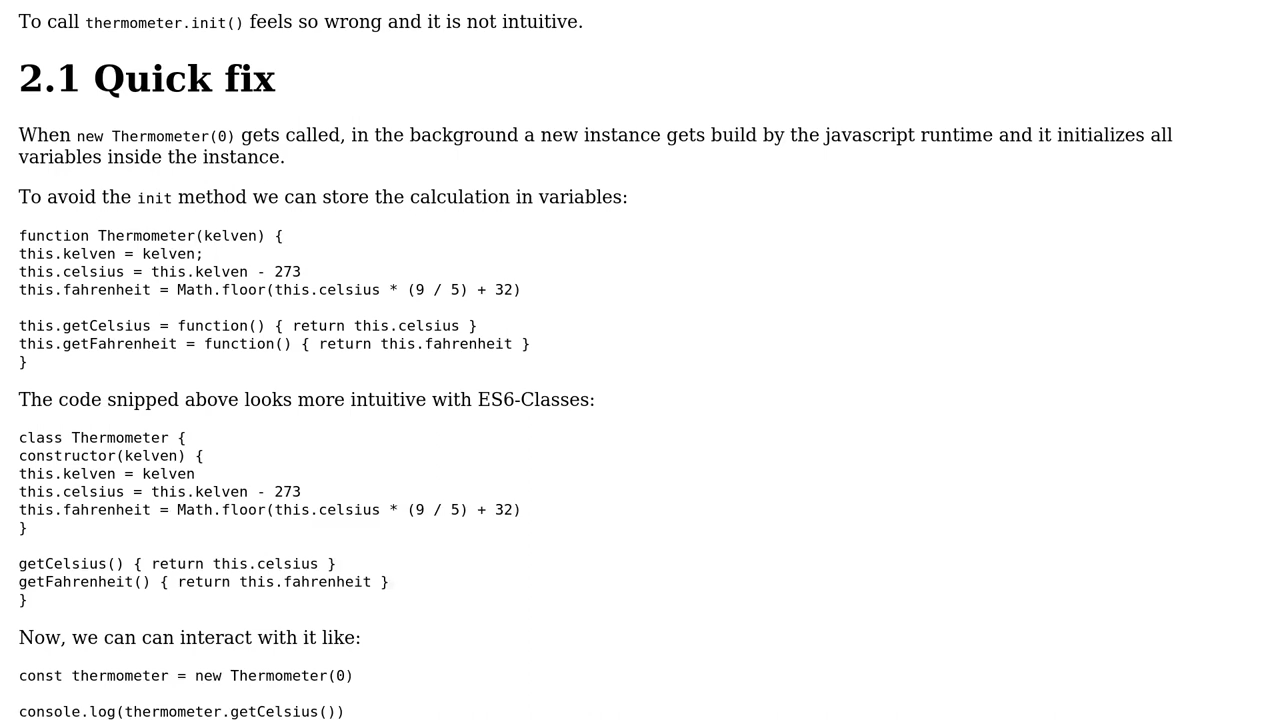 To call thermometer.init() feels so wrong and it is not intuitive.
2.1 Quick fix
When new Thermometer(0) gets called, in the background a new instance gets build by the javascript runtime and it initializes all
variables inside the instance.
To avoid the init method we can store the calculation in variables:
function Thermometer(kelven) {
this.kelven = kelven;
this.celsius = this.kelven - 273
this.fahrenheit = Math.floor(this.celsius * (9 / 5) + 32)
this.getCelsius = function() { return this.celsius }
this.getFahrenheit = function() { return this.fahrenheit }
}
The code snipped above looks more intuitive with ES6-Classes:
class Thermometer {
constructor(kelven) {
this.kelven = kelven
this.celsius = this.kelven - 273
this.fahrenheit = Math.floor(this.celsius * (9 / 5) + 32)
}
getCelsius() { return this.celsius }
getFahrenheit() { return this.fahrenheit }
}
Now, we can can interact with it like:
const thermometer = new Thermometer(0)
console.log(thermometer.getCelsius())